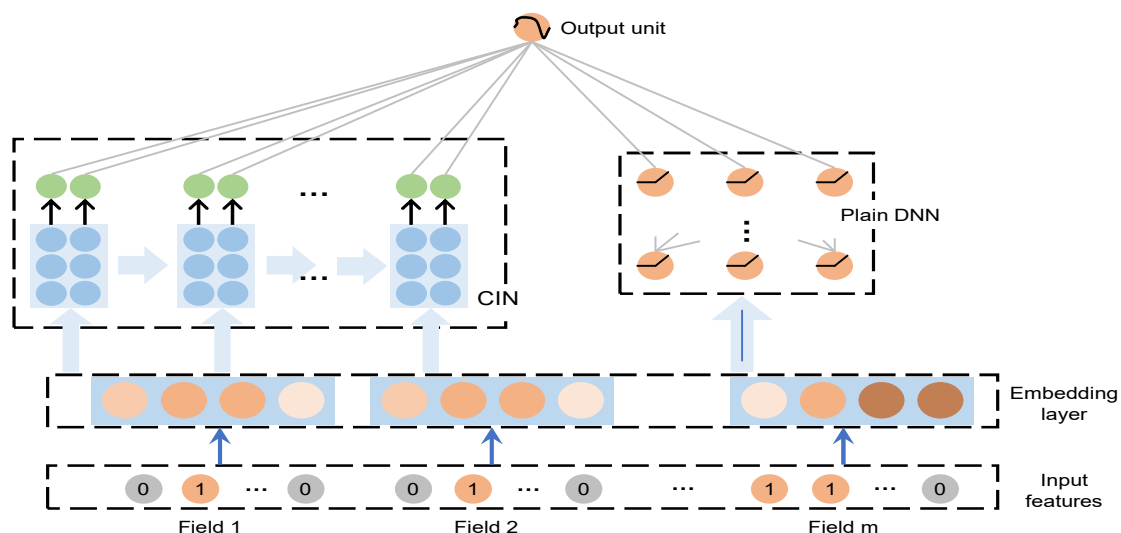 Output unit
...
Plain DNN
...
...
CIN
Embedding
layer
0 1 ... 0 0 1 ... 0 ... 1 1 ... 0
Input
features
Field 1 Field 2 Field m